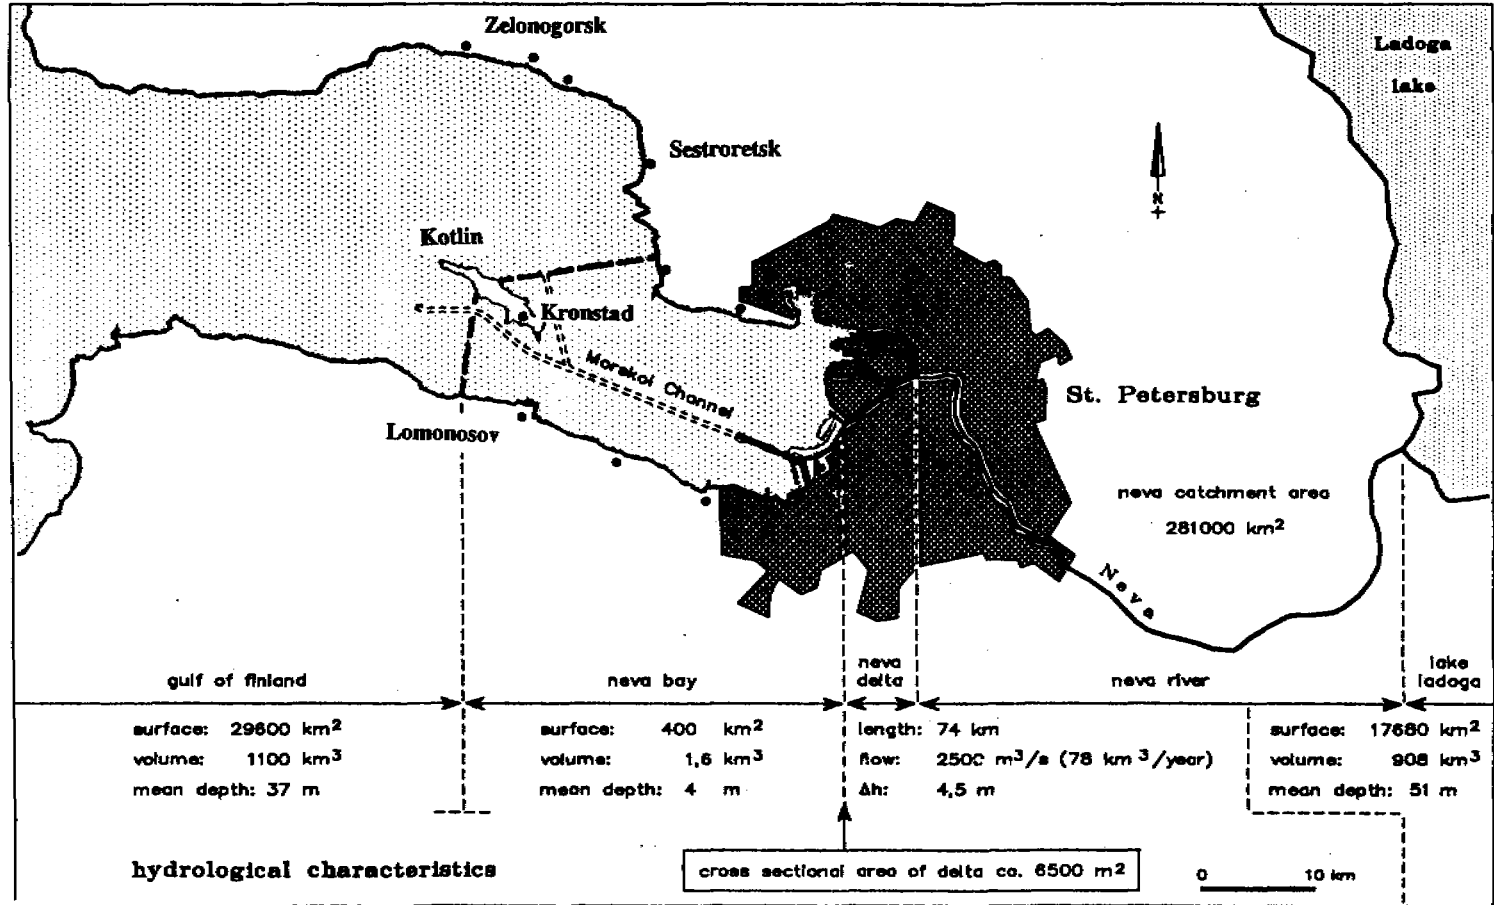 Zelonogorsk
Ladoga
lake
Sestroretsk
N
Kotlin
Kronstad
Morskoi Channel
St. Petersburg
Lomonosov
neva catchment area
281000 km²
Neva
gulf of finland
neva bay
neva
delta
neva river
lake
ladoga
surface: 29600 km²
volume: 1100 km³
mean depth: 37 m
surface: 400 km²
volume: 1,6 km³
mean depth: 4 m
length: 74 km
flow: 2500 m³/s (78 km³/year)
Δh: 4,5 m
surface: 17680 km²
volume: 908 km³
mean depth: 51 m
hydrological characteristics
cross sectional area of delta ca. 6500 m²
0 10 km